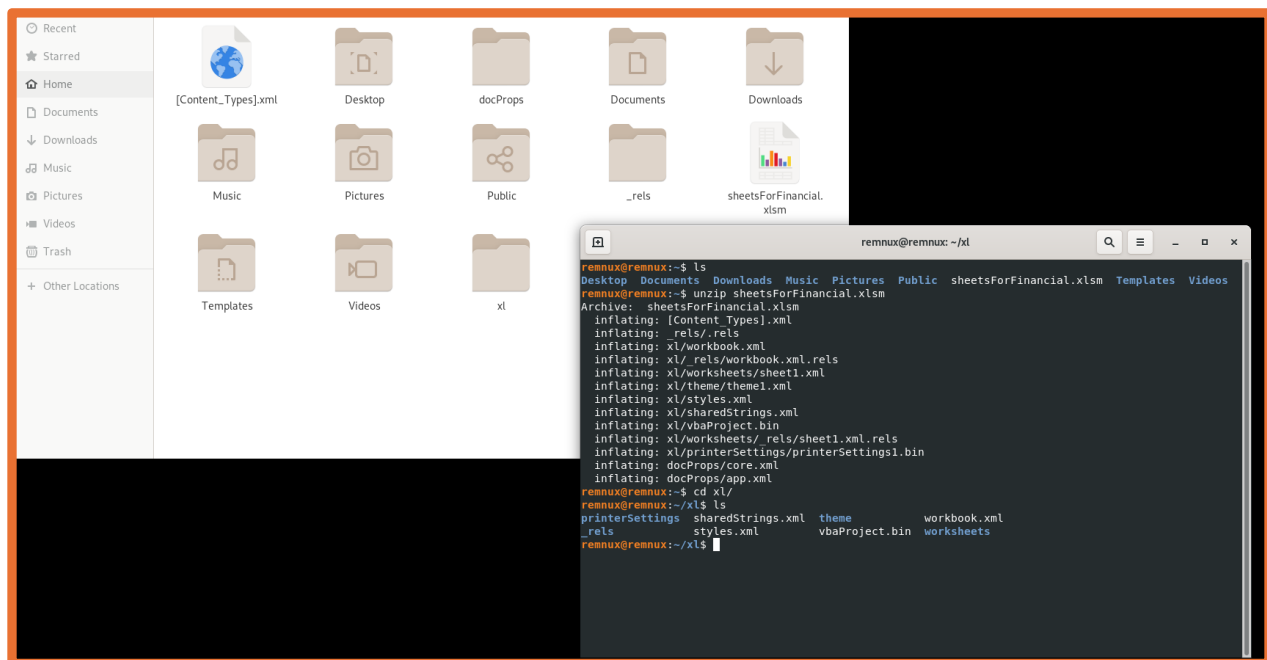 Recent
Starred
Home
Documents
Downloads
Music
Pictures
Videos
Trash
+ Other Locations
[Content_Types].xml
Desktop
docProps
Documents
Downloads
Music
Pictures
Public
_rels
sheetsForFinancial.
xlsm
Templates
Videos
xl
remnux@remnux: ~/xl
remnux@remnux:~$ ls
Desktop Documents Downloads Music Pictures Public sheetsForFinancial.xlsm Templates Videos
remnux@remnux:~$ unzip sheetsForFinancial.xlsm
Archive: sheetsForFinancial.xlsm
inflating: [Content_Types].xml
inflating: _rels/.rels
inflating: xl/workbook.xml
inflating: xl/_rels/workbook.xml.rels
inflating: xl/worksheets/sheet1.xml
inflating: xl/theme/theme1.xml
inflating: xl/styles.xml
inflating: xl/sharedStrings.xml
inflating: xl/vbaProject.bin
inflating: xl/worksheets/_rels/sheet1.xml.rels
inflating: xl/printerSettings/printerSettings1.bin
inflating: docProps/core.xml
inflating: docProps/app.xml
remnux@remnux:~$ cd xl/
remnux@remnux:~/xl$ ls
printerSettings sharedStrings.xml theme workbook.xml
_rels styles.xml vbaProject.bin worksheets
remnux@remnux:~/xl$